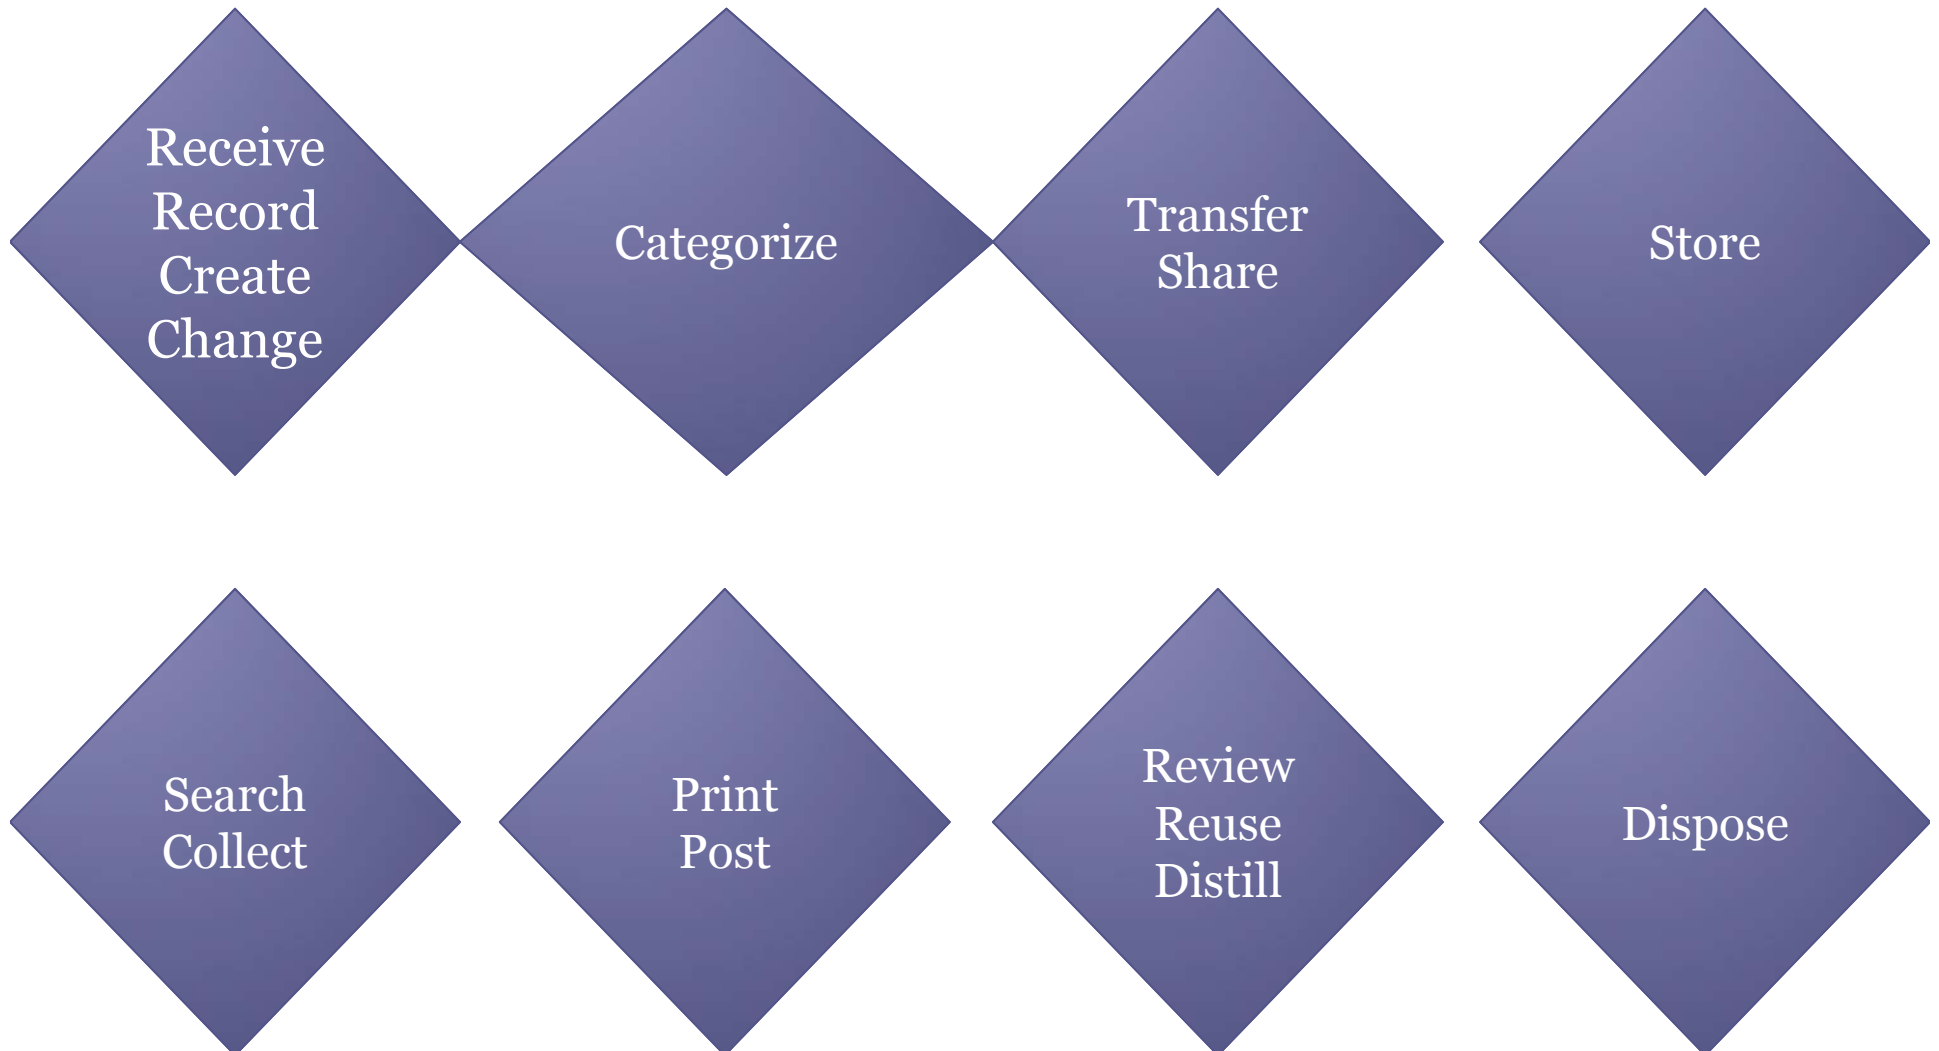 Receive
Record
Create
Change
Categorize
Transfer
Share
Store
Search
Collect
Print
Post
Review
Reuse
Distill
Dispose